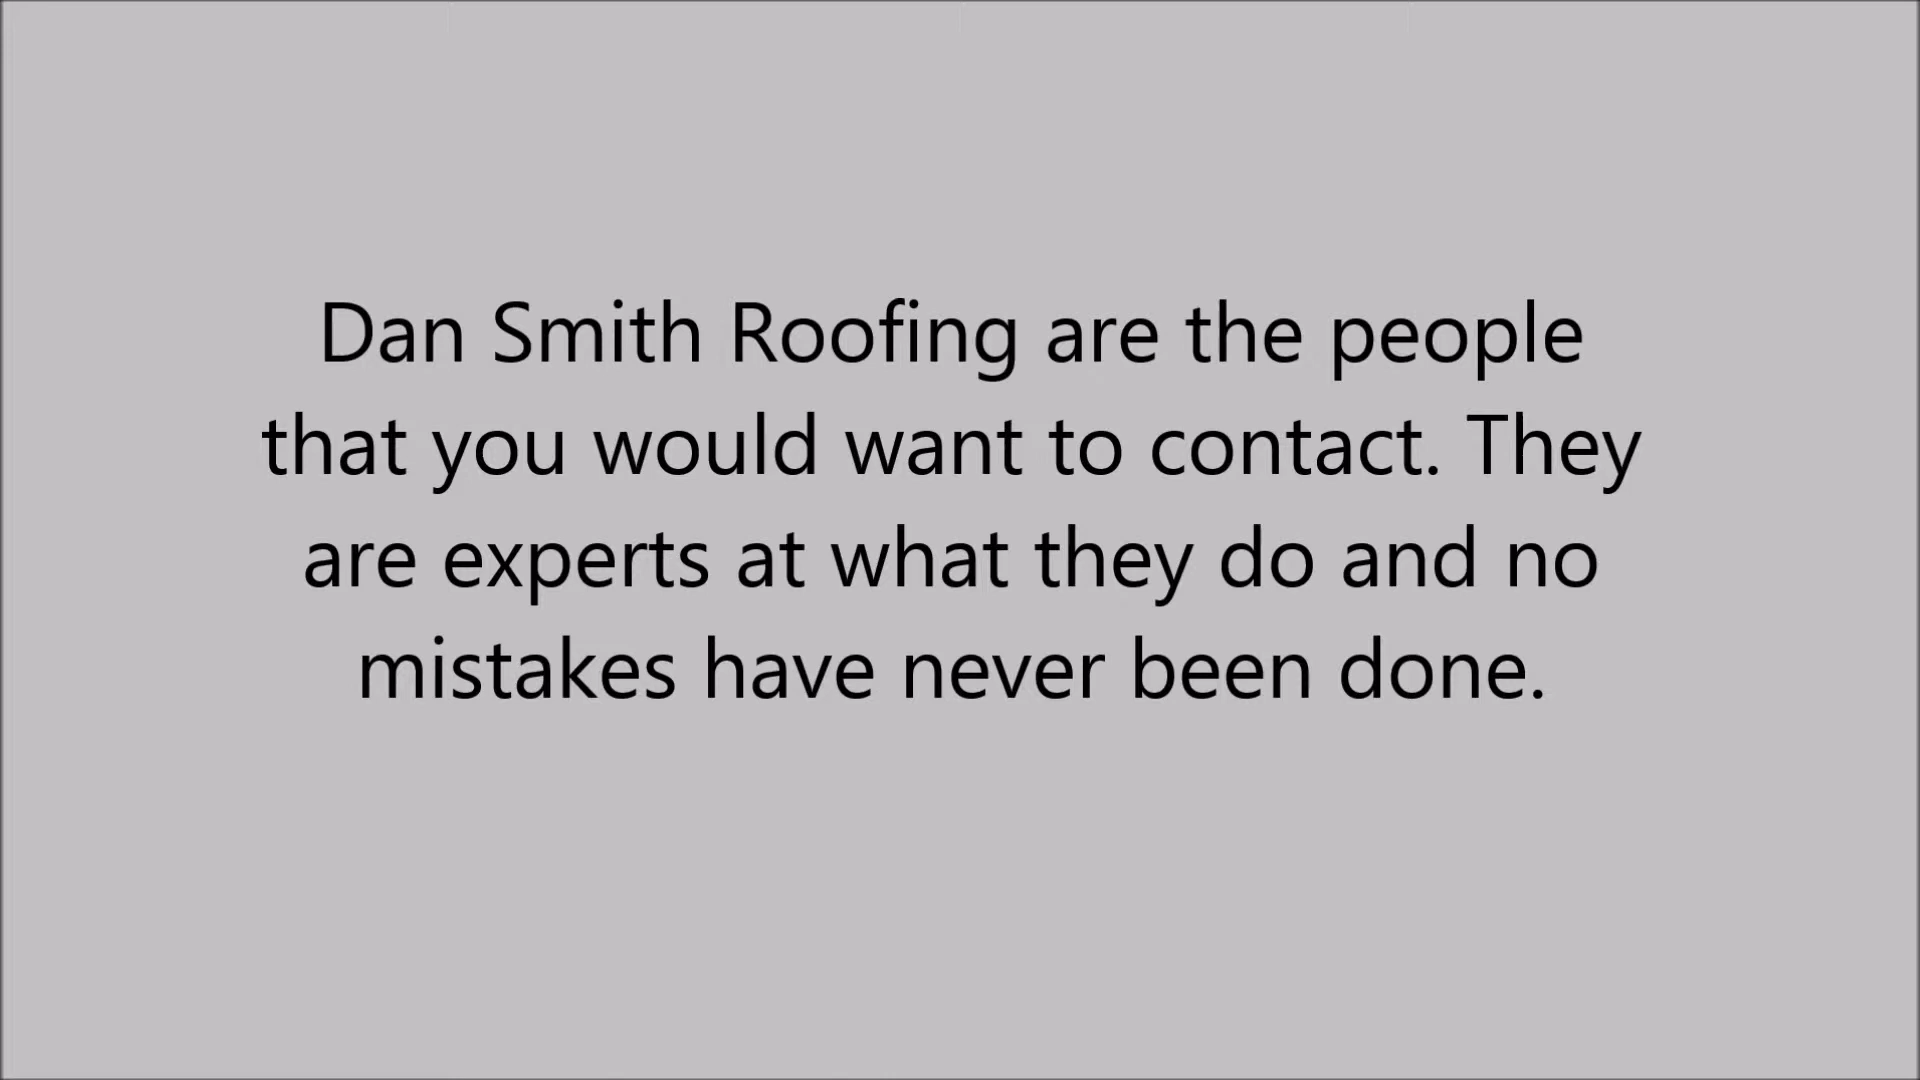 Dan Smith Roofing are the people
that you would want to contact. They
are experts at what they do and no
mistakes have never been done.